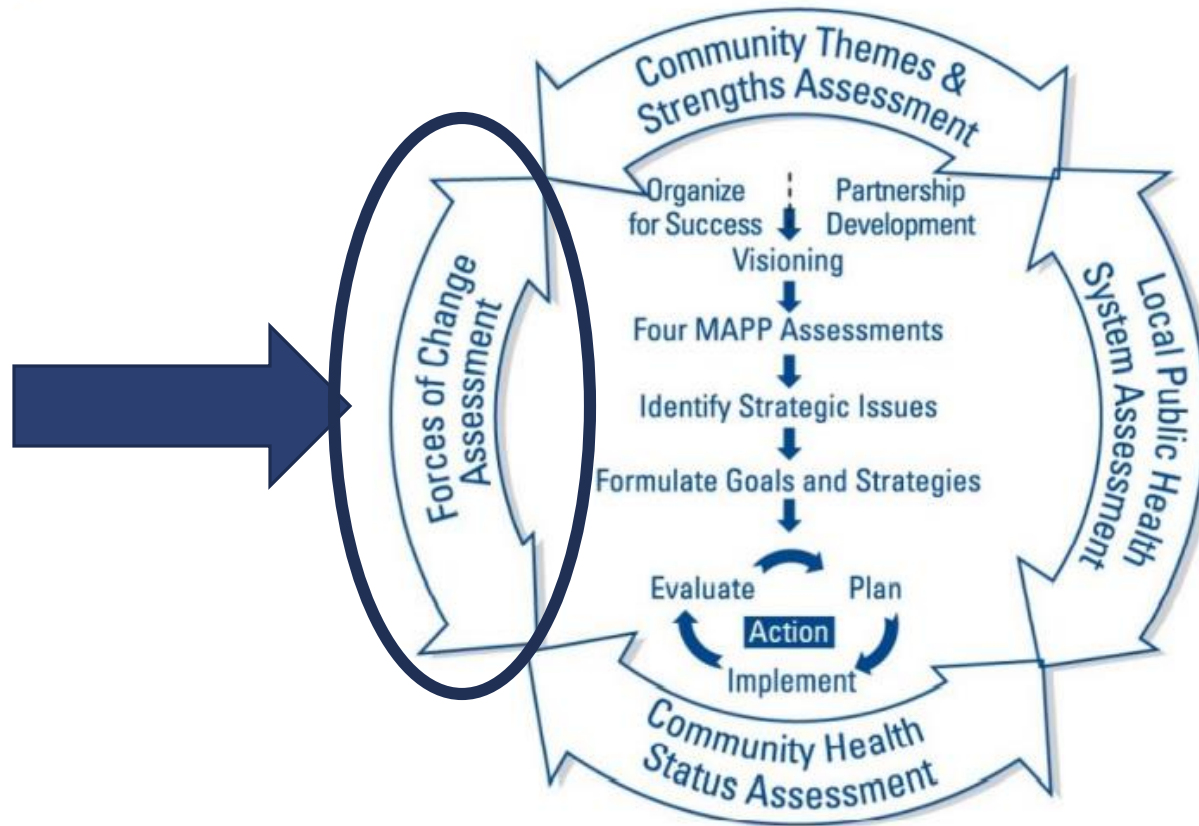 Community Themes &
Strengths Assessment
Organize
for Success
Partnership
Development
Visioning
Four MAPP Assessments
Identify Strategic Issues
Formulate Goals and Strategies
Evaluate
Plan
Action
Implement
Forces of Change
Assessment
Local Public Health
System Assessment
Community Health
Status Assessment